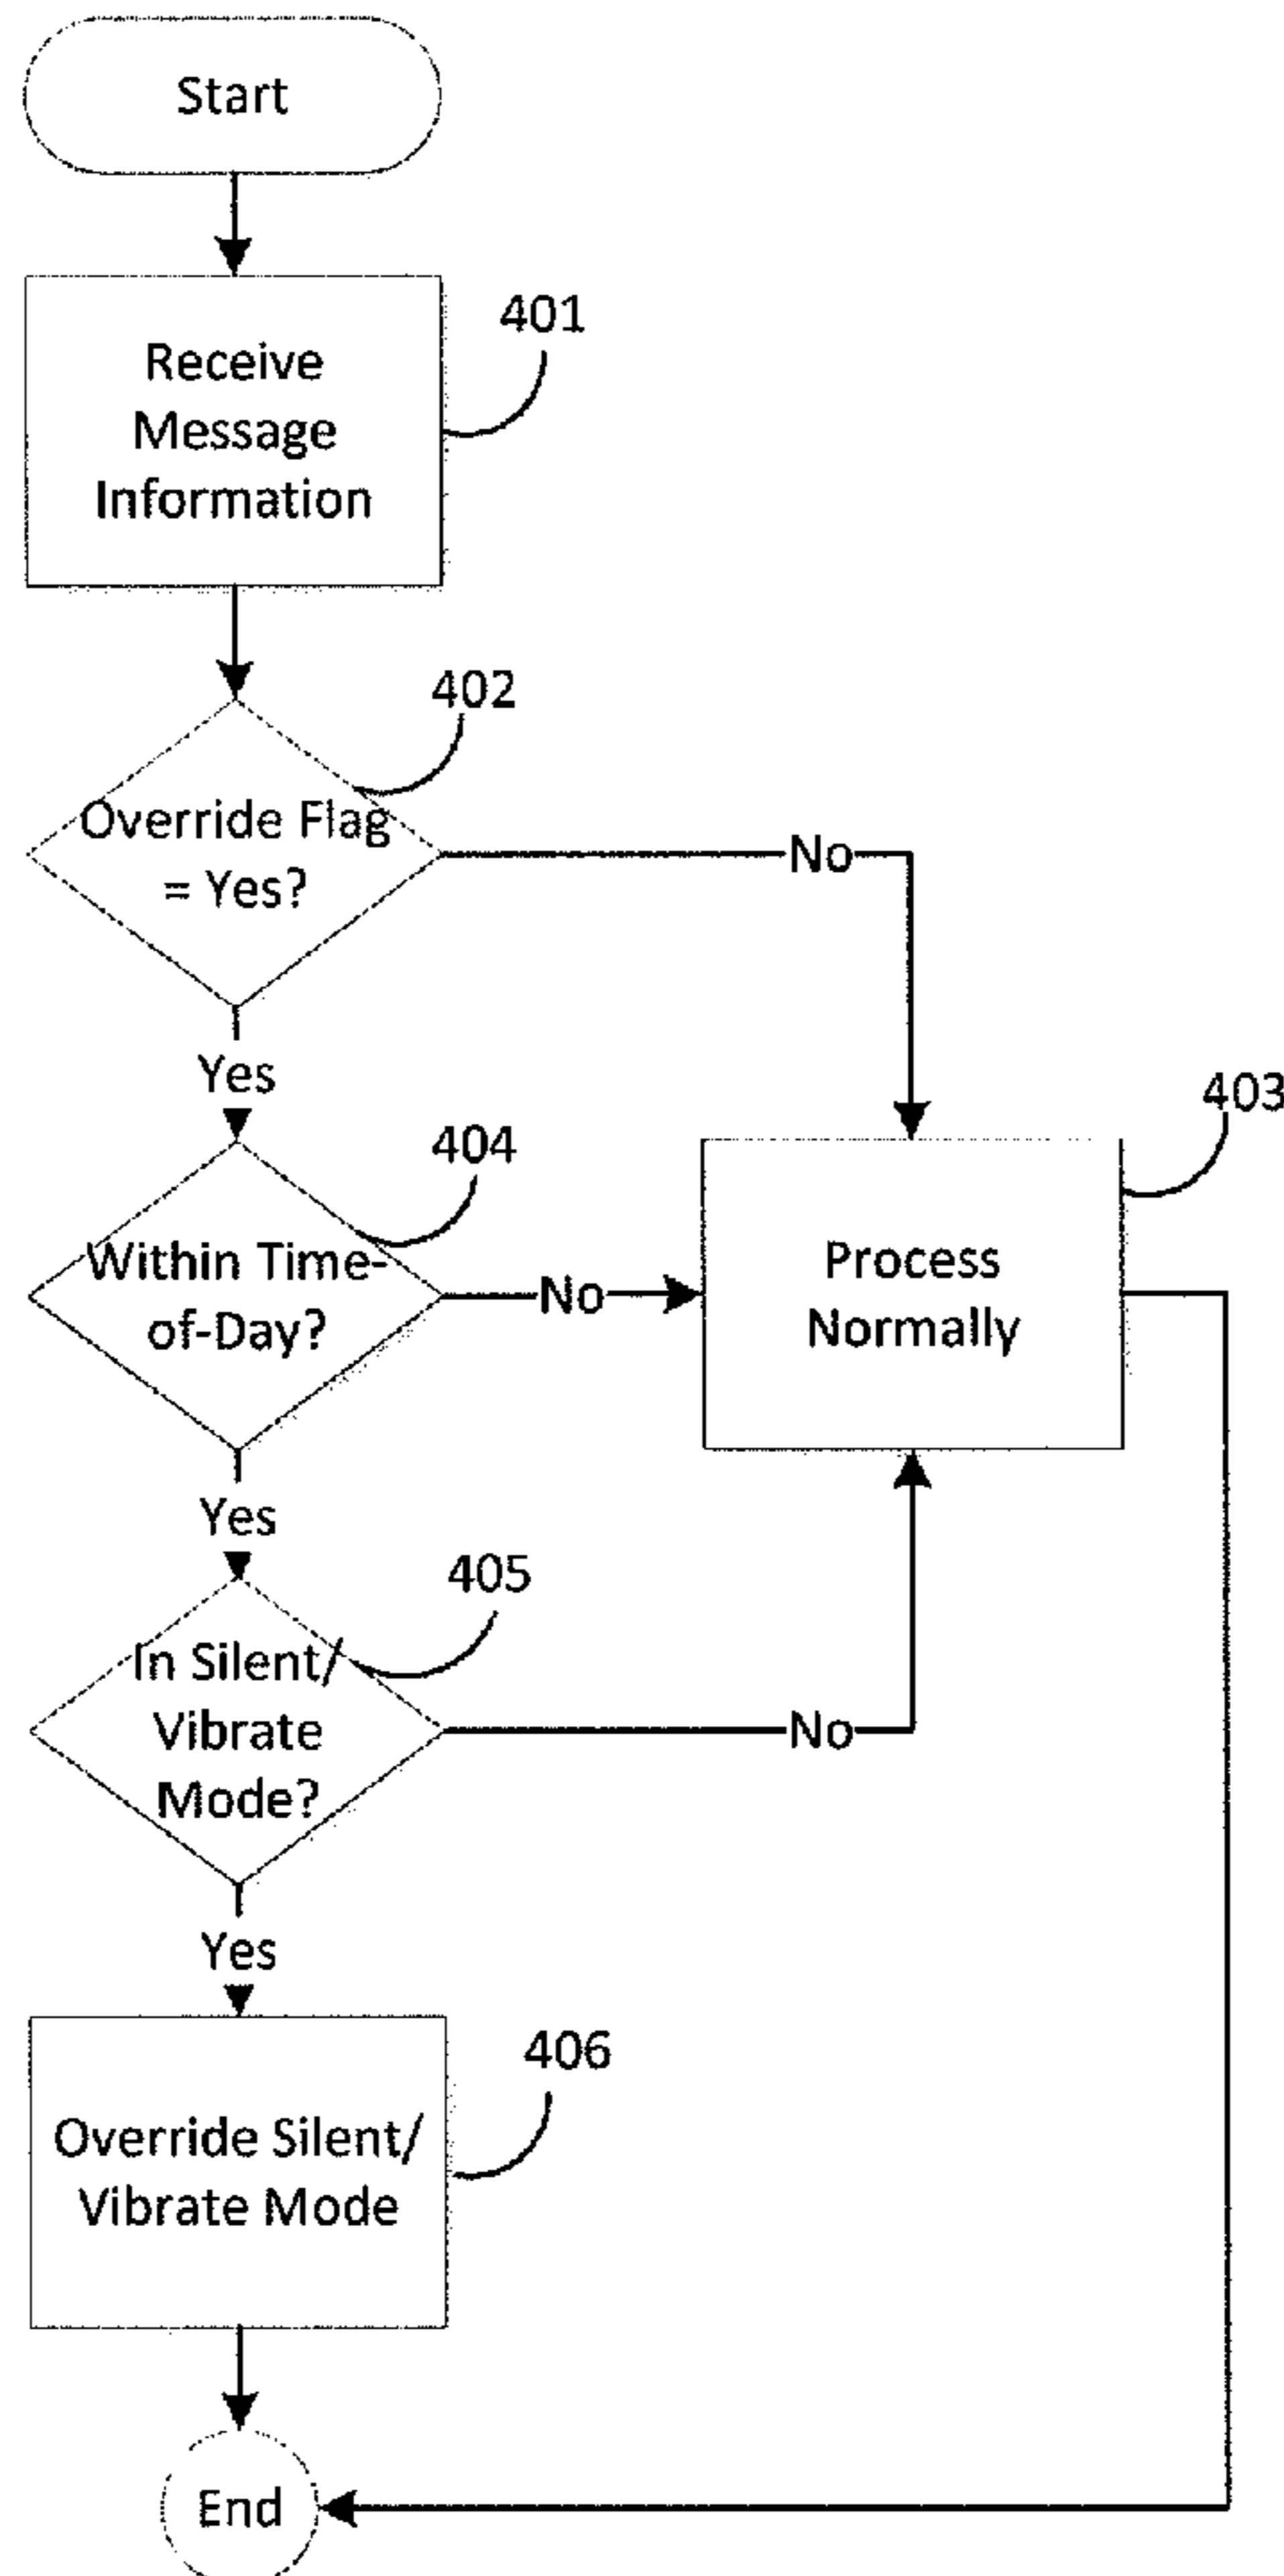 Start
401
Receive
Message
Information
402
Override Flag
= Yes?
No
Yes
403
404
Within Time-
of-Day?
No
Process
Normally
Yes
405
In Silent/
Vibrate
Mode?
No
Yes
406
Override Silent/
Vibrate Mode
End